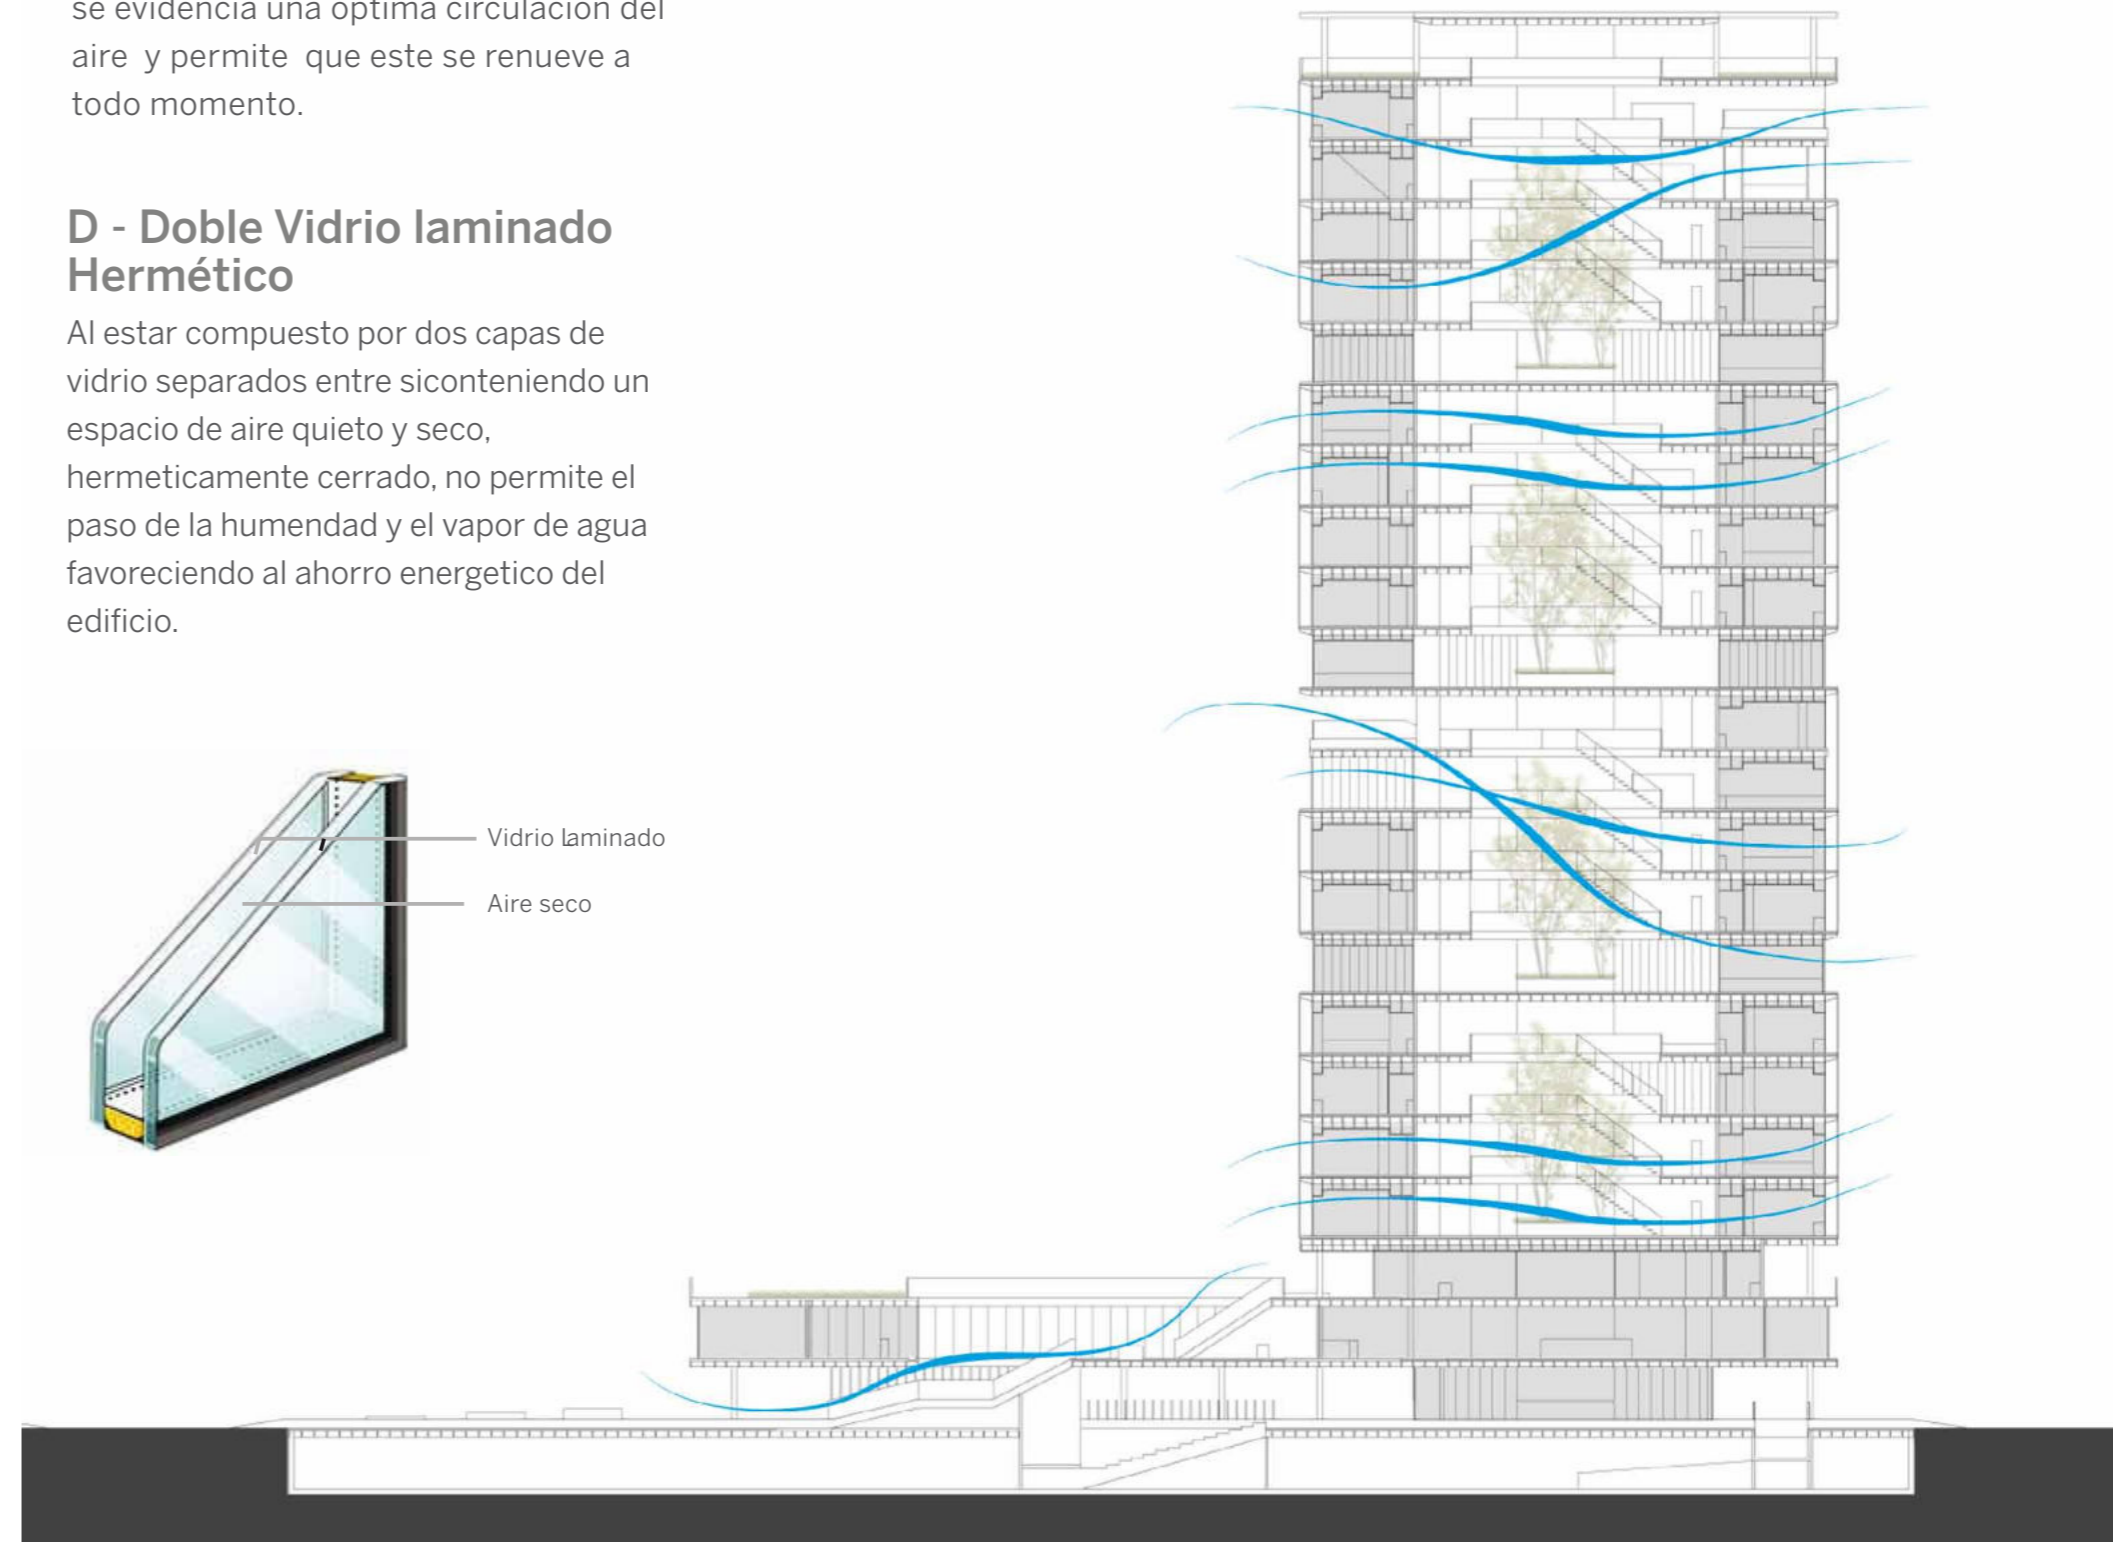 se evidencia una optima circulación del
aire y permite que este se renueve a
todo momento.
D - Doble Vidrio laminado
Hermético
Al estar compuesto por dos capas de
vidrio separados entre siconteniendo un
espacio de aire quieto y seco,
hermeticamente cerrado, no permite el
paso de la humendad y el vapor de agua
favoreciendo al ahorro energetico del
edificio.
Vidrio laminado
Aire seco